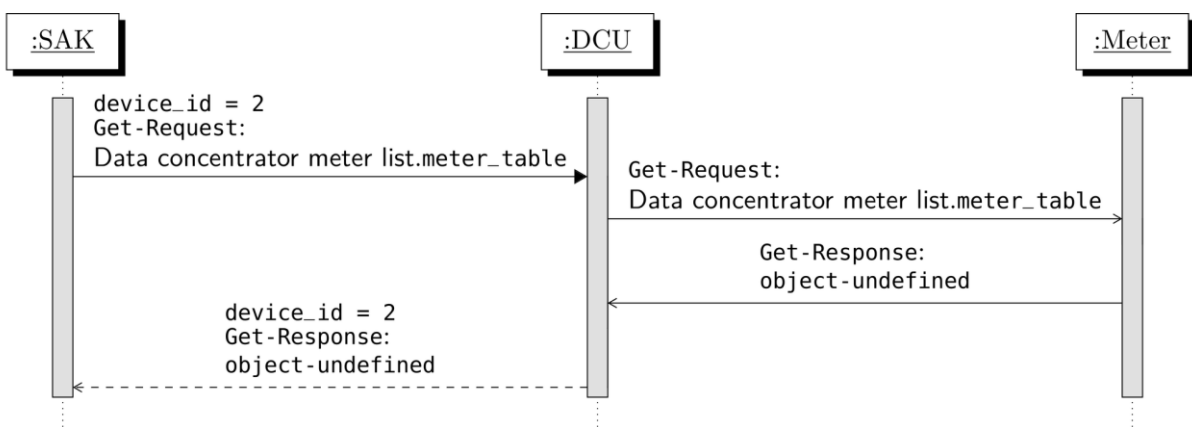 :SAK
:DCU
:Meter
device_id = 2
Get-Request:
Data concentrator meter list.meter_table
Get-Request:
Data concentrator meter list.meter_table
Get-Response:
object-undefined
device_id = 2
Get-Response:
object-undefined